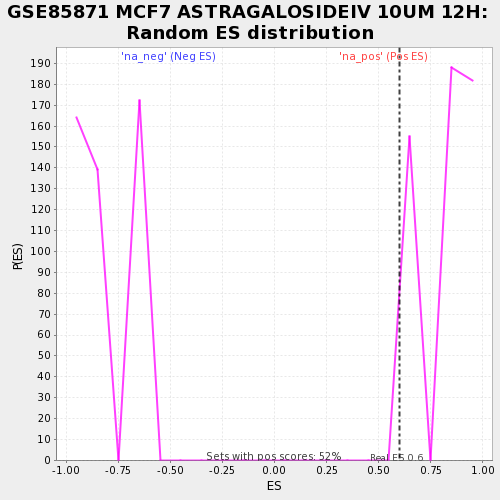 GSE85871 MCF7 ASTRAGALOSIDEIV 10UM 12H:
Random ES distribution
'na_neg' (Neg ES)
'na_pos' (Pos ES)
190
180
170
160
150
140
130
120
110
100
90
80
70
60
50
40
30
20
10
0
P(ES)
Sets with pos scores: 52%
Real ES 0.6
-1.00 -0.75 -0.50 -0.25 0.00 0.25 0.50 0.75 1.00
ES